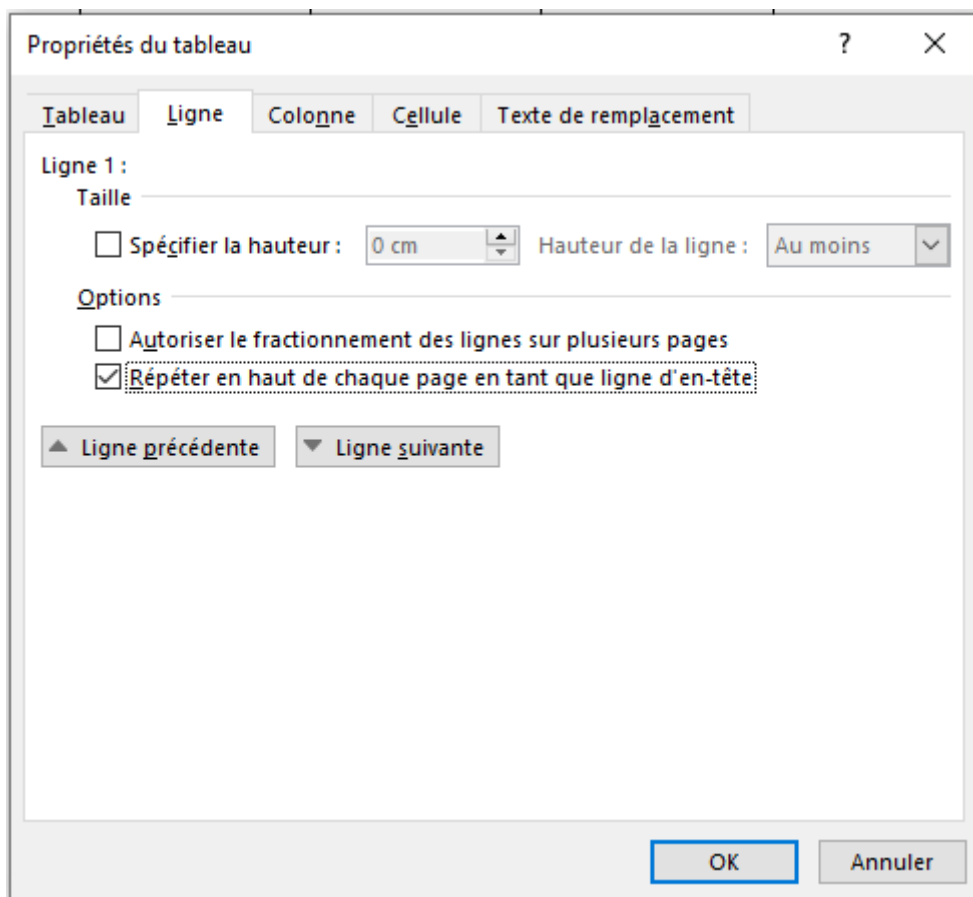 Propriétés du tableau ?
Tableau Ligne Colonne Cellule Texte de remplacement
Ligne 1 :
Taille
Spécifier la hauteur : 0 cm Hauteur de la ligne : Au moins
Options
Autoriser le fractionnement des lignes sur plusieurs pages
Répéter en haut de chaque page en tant que ligne d'en-tête
Ligne précédente Ligne suivante
OK Annuler